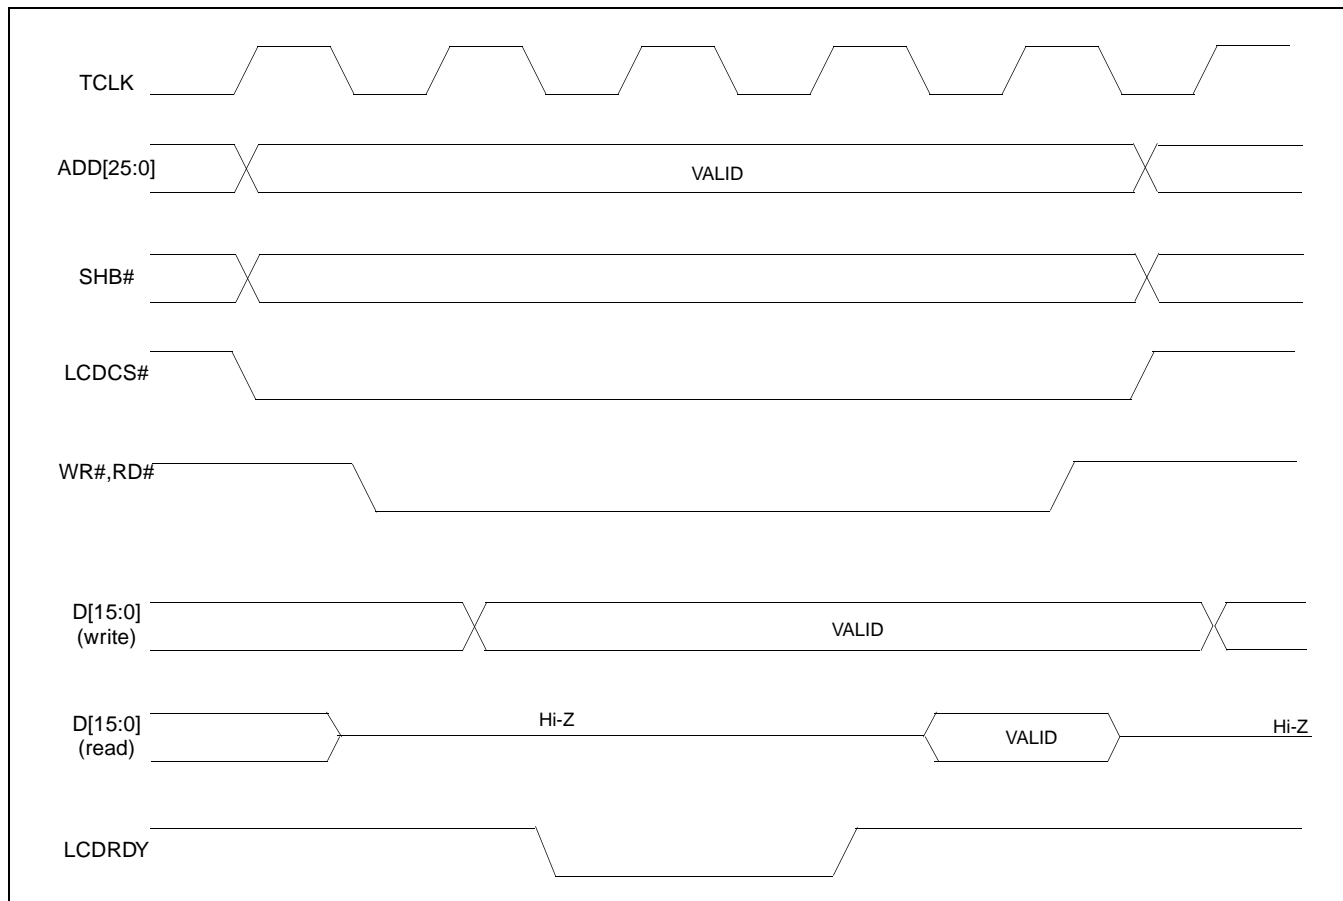 TCLK
ADD[25:0]
VALID
SHB#
LCDCS#
WR#,RD#
D[15:0]
(write)
VALID
D[15:0]
(read)
Hi-Z
VALID
Hi-Z
LCDRDY